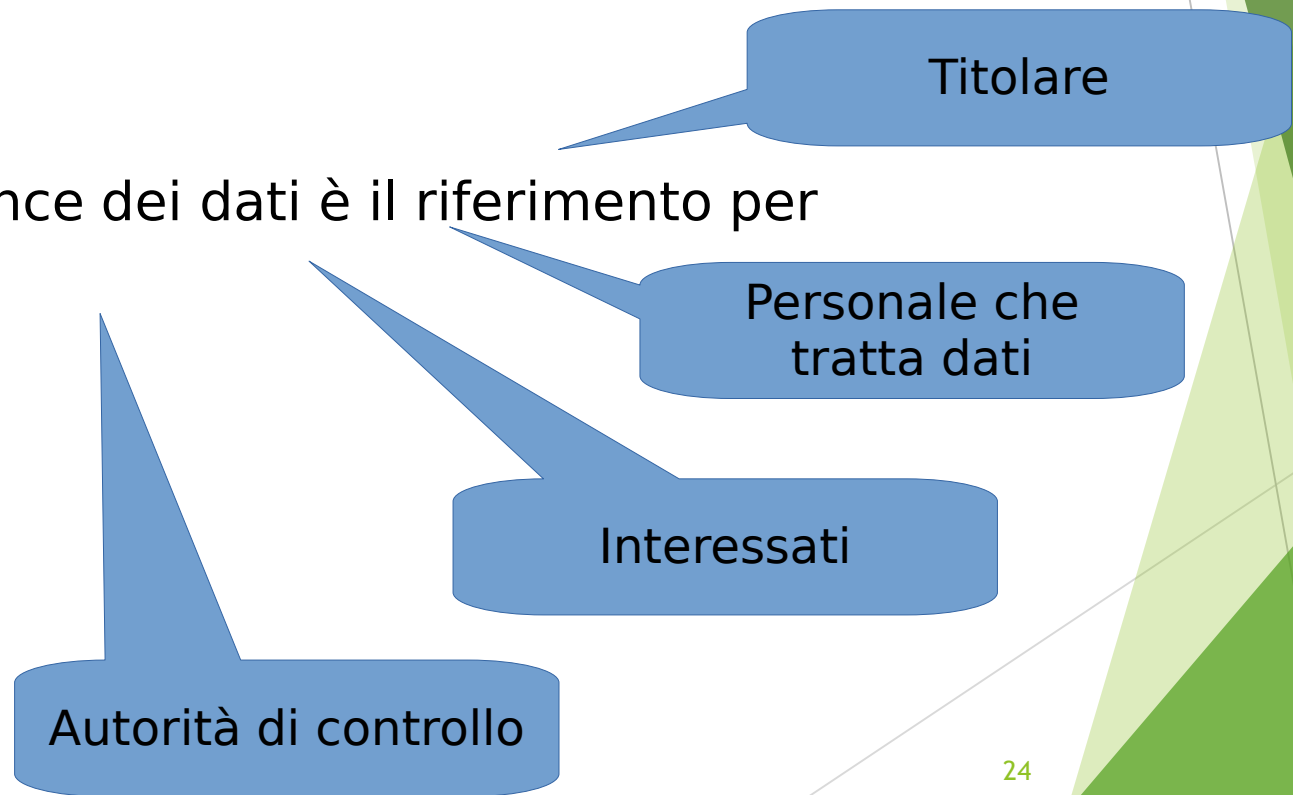 Titolare
nce dei dati è il riferimento per
Personale che
tratta dati
Interessati
Autorità di controllo
24